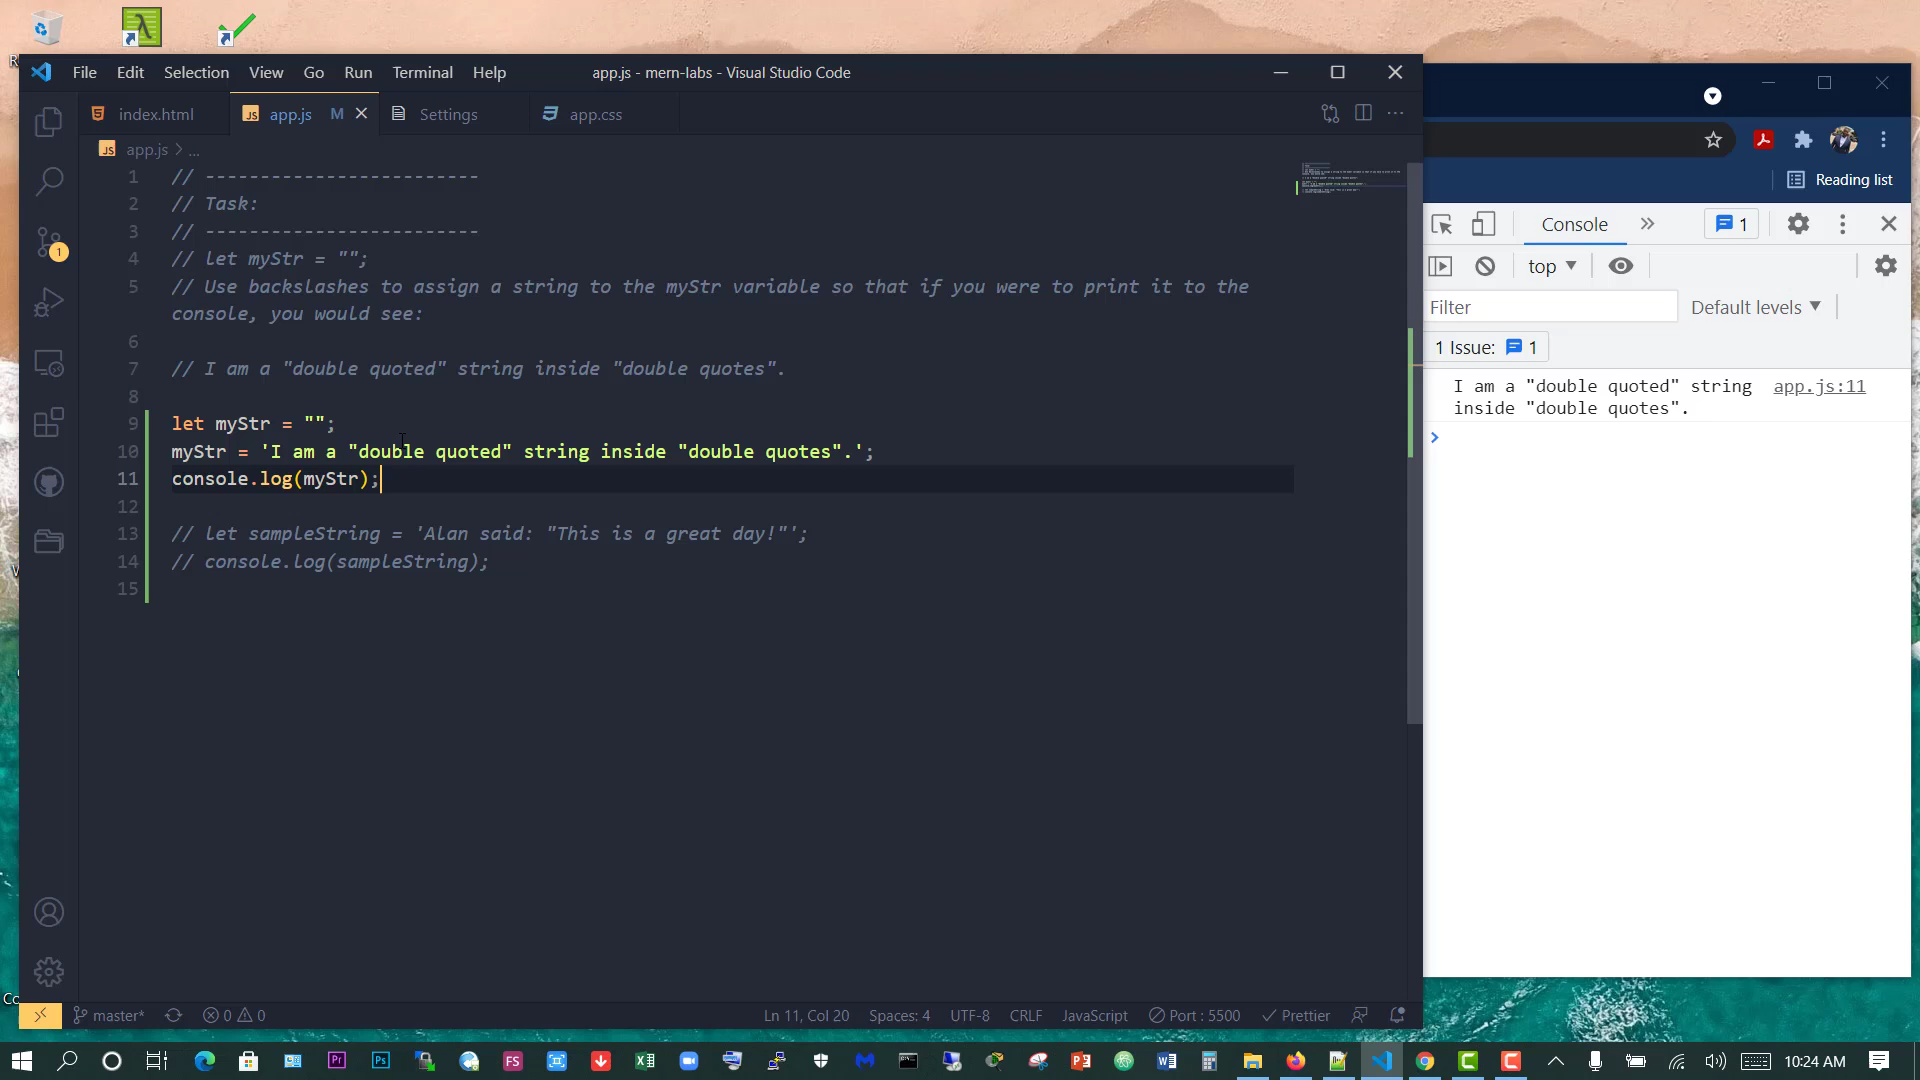 File Edit Selection View Go Run Terminal Help app.js - mern-labs - Visual Studio Code
index.html
JS app.js M
Settings
app.css
JS app.js > ...
1 // -------------------------
2 // Task:
3 // -------------------------
4 // let myStr = "";
5 // Use backslashes to assign a string to the myStr variable so that if you were to print it to the
console, you would see:
6
7 // I am a "double quoted" string inside "double quotes".
8
9 let myStr = "";
10 myStr = 'I am a "double quoted" string inside "double quotes".';
11 console.log(myStr);
12
13 // let sampleString = 'Alan said: "This is a great day!"';
14 // console.log(sampleString);
15
1
master* 0 0 Ln 11, Col 20 Spaces: 4 UTF-8 CRLF JavaScript Port : 5500 Prettier
Reading list
Console 1
top
Filter Default levels
1 Issue: 1
I am a "double quoted" string app.js:11
inside "double quotes".
Pr Ps FS
10:24 AM